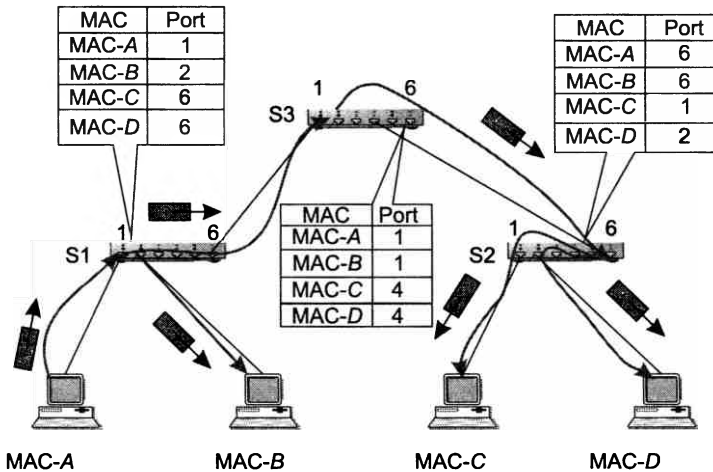 MAC Port
MAC-A 1
MAC-B 2
MAC-C 6
MAC-D 6
MAC Port
MAC-A 6
MAC-B 6
MAC-C 1
MAC-D 2
1 6
S3
MAC Port
MAC-A 1
MAC-B 1
MAC-C 4
MAC-D 4
1 6
S1
1 6
S2
MAC-A MAC-B MAC-C MAC-D